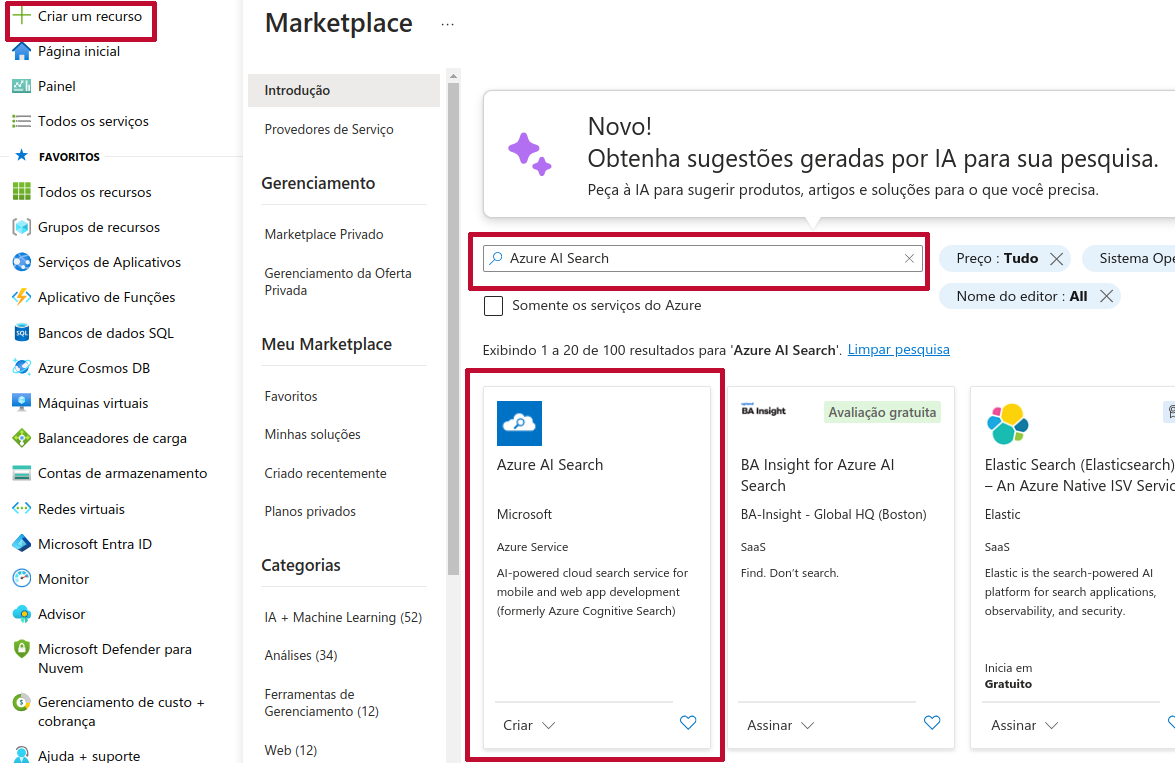 Criar um recurso
Página inicial
Painel
Todos os serviços
FAVORITOS
Todos os recursos
Grupos de recursos
Serviços de Aplicativos
Aplicativo de Funções
Bancos de dados SQL
Azure Cosmos DB
Máquinas virtuais
Balanceadores de carga
Contas de armazenamento
Redes virtuais
Microsoft Entra ID
Monitor
Advisor
Microsoft Defender para
Nuvem
Gerenciamento de custo +
cobrança
Ajuda + suporte
Marketplace ...
Introdução
Provedores de Serviço
Gerenciamento
Marketplace Privado
Gerenciamento da Oferta
Privada
Meu Marketplace
Favoritos
Minhas soluções
Criado recentemente
Planos privados
Categorias
IA + Machine Learning (52)
Análises (34)
Ferramentas de
Gerenciamento (12)
Web (12)
Novo!
Obtenha sugestões geradas por IA para sua pesquisa.
Peça à IA para sugerir produtos, artigos e soluções para o que você precisa.
Azure AI Search
Preço : Tudo
Sistema Ope
Nome do editor : All
Somente os serviços do Azure
Exibindo 1 a 20 de 100 resultados para 'Azure AI Search'. Limpar pesquisa
Azure AI Search
Microsoft
Azure Service
AI-powered cloud search service for
mobile and web app development
(formerly Azure Cognitive Search)
Criar
BA Insight
Avaliação gratuita
BA Insight for Azure AI
Search
BA-Insight - Global HQ (Boston)
SaaS
Find. Don't search.
Assinar
Elastic Search (Elasticsearch)
– An Azure Native ISV Servic
Elastic
SaaS
Elastic is the search-powered AI
platform for search applications,
observability, and security.
Inicia em
Gratuito
Assinar